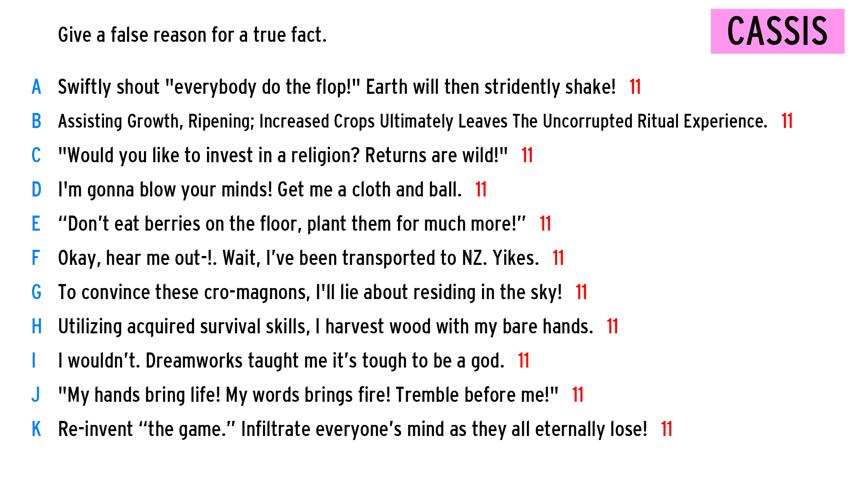 CASSIS
Give a false reason for a true fact.
A Swiftly shout "everybody do the flop!" Earth will then stridently shake! 11
B Assisting Growth, Ripening; Increased Crops Ultimately Leaves The Uncorrupted Ritual Experience. 11
C "Would you like to invest in a religion? Returns are wild!" 11
D I'm gonna blow your minds! Get me a cloth and ball. 11
E “Don’t eat berries on the floor, plant them for much more!” 11
F Okay, hear me out-!. Wait, I’ve been transported to NZ. Yikes. 11
G To convince these cro-magnons, I'll lie about residing in the sky! 11
H Utilizing acquired survival skills, I harvest wood with my bare hands. 11
I I wouldn’t. Dreamworks taught me it’s tough to be a god. 11
J "My hands bring life! My words brings fire! Tremble before me!" 11
K Re-invent “the game.” Infiltrate everyone’s mind as they all eternally lose! 11